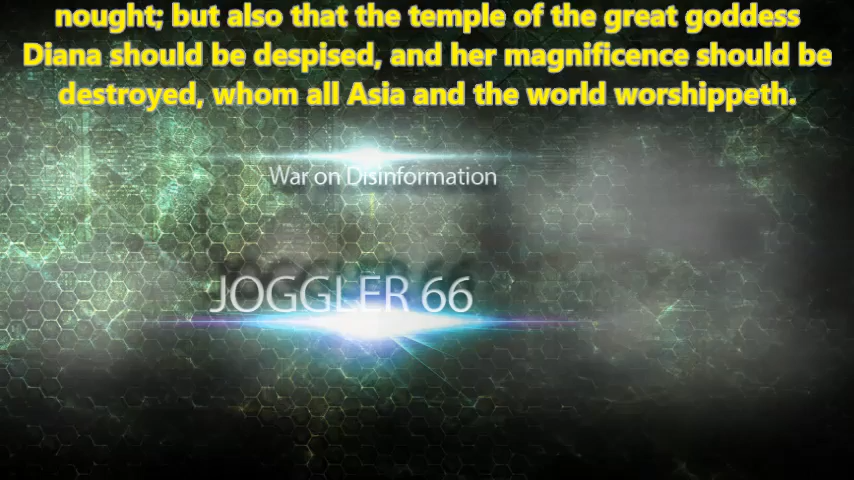 nought; but also that the temple of the great goddess
Diana should be despised, and her magnificence should be
destroyed, whom all Asia and the world worshippeth.
War on Disinformation
JOGGLER 66